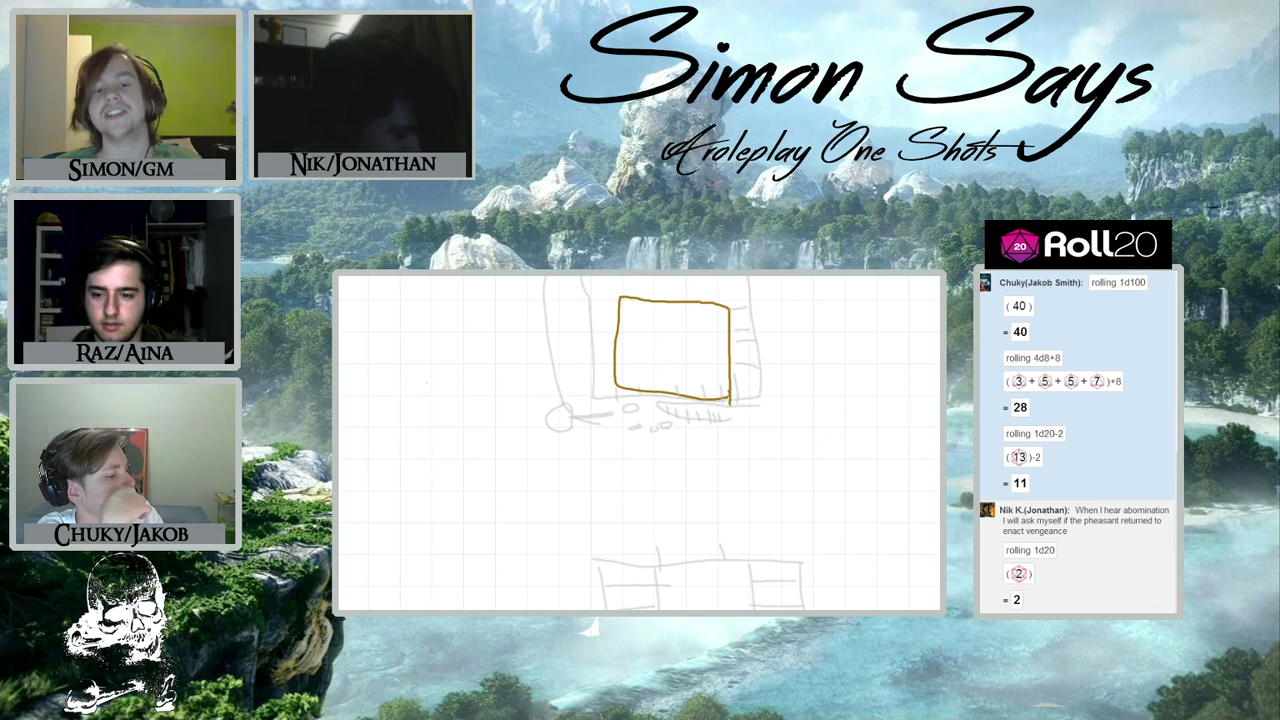 Simon Says
A roleplay One Shots
Simon/GM
Nik/Jonathan
Raz/Aina
Chuky/Jakob
20 Roll20
Chuky(Jakob Smith): rolling 1d100
( 40 )
= 40
rolling 4d8+8
( 3 + 5 + 5 + 7 )+8
= 28
rolling 1d20-2
( 13 )-2
= 11
Nik K.(Jonathan): When I hear abomination
I will ask myself if the pheasant returned to
enact vengeance
rolling 1d20
( 2 )
= 2